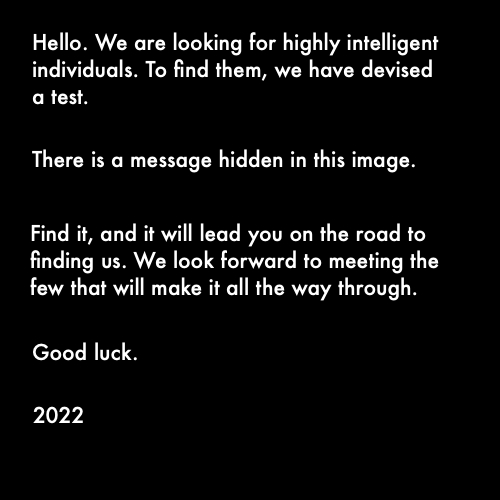 Hello. We are looking for highly intelligent
individuals. To find them, we have devised
a test.
There is a message hidden in this image.
Find it, and it will lead you on the road to
finding us. We look forward to meeting the
few that will make it all the way through.
Good luck.
2022